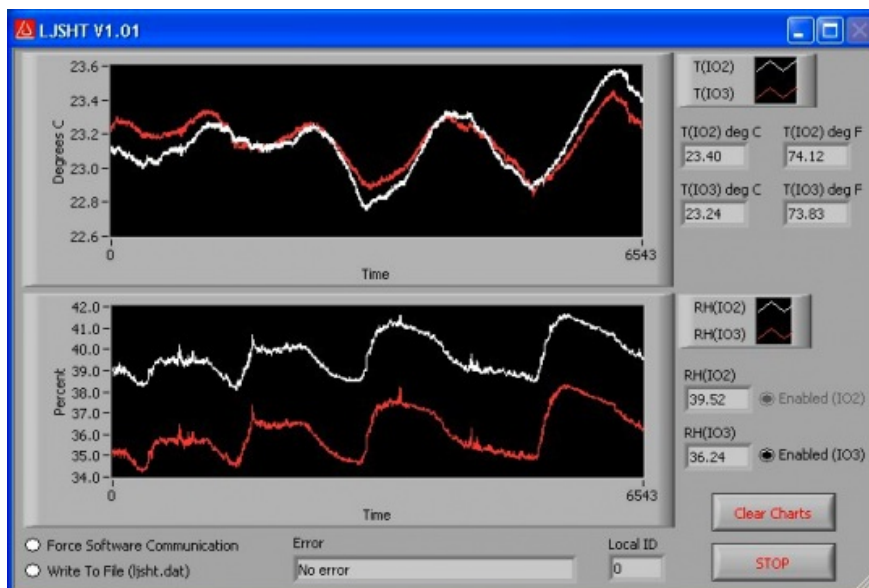 LJSHT V1.01
23.6
23.4
23.2
23.0
22.8
22.6
Degrees C
0
6543
Time
T(IO2)
T(IO3)
T(IO2) deg C T(IO2) deg F
23.40 74.12
T(IO3) deg C T(IO3) deg F
23.24 73.83
42.0
41.0
40.0
39.0
38.0
37.0
36.0
35.0
34.0
Percent
0
6543
Time
RH(IO2)
RH(IO3)
RH(IO2)
39.52 Enabled (IO2)
RH(IO3)
36.24 Enabled (IO3)
Clear Charts
STOP
Force Software Communication
Write To File (ljsht.dat)
Error
No error
Local ID
0